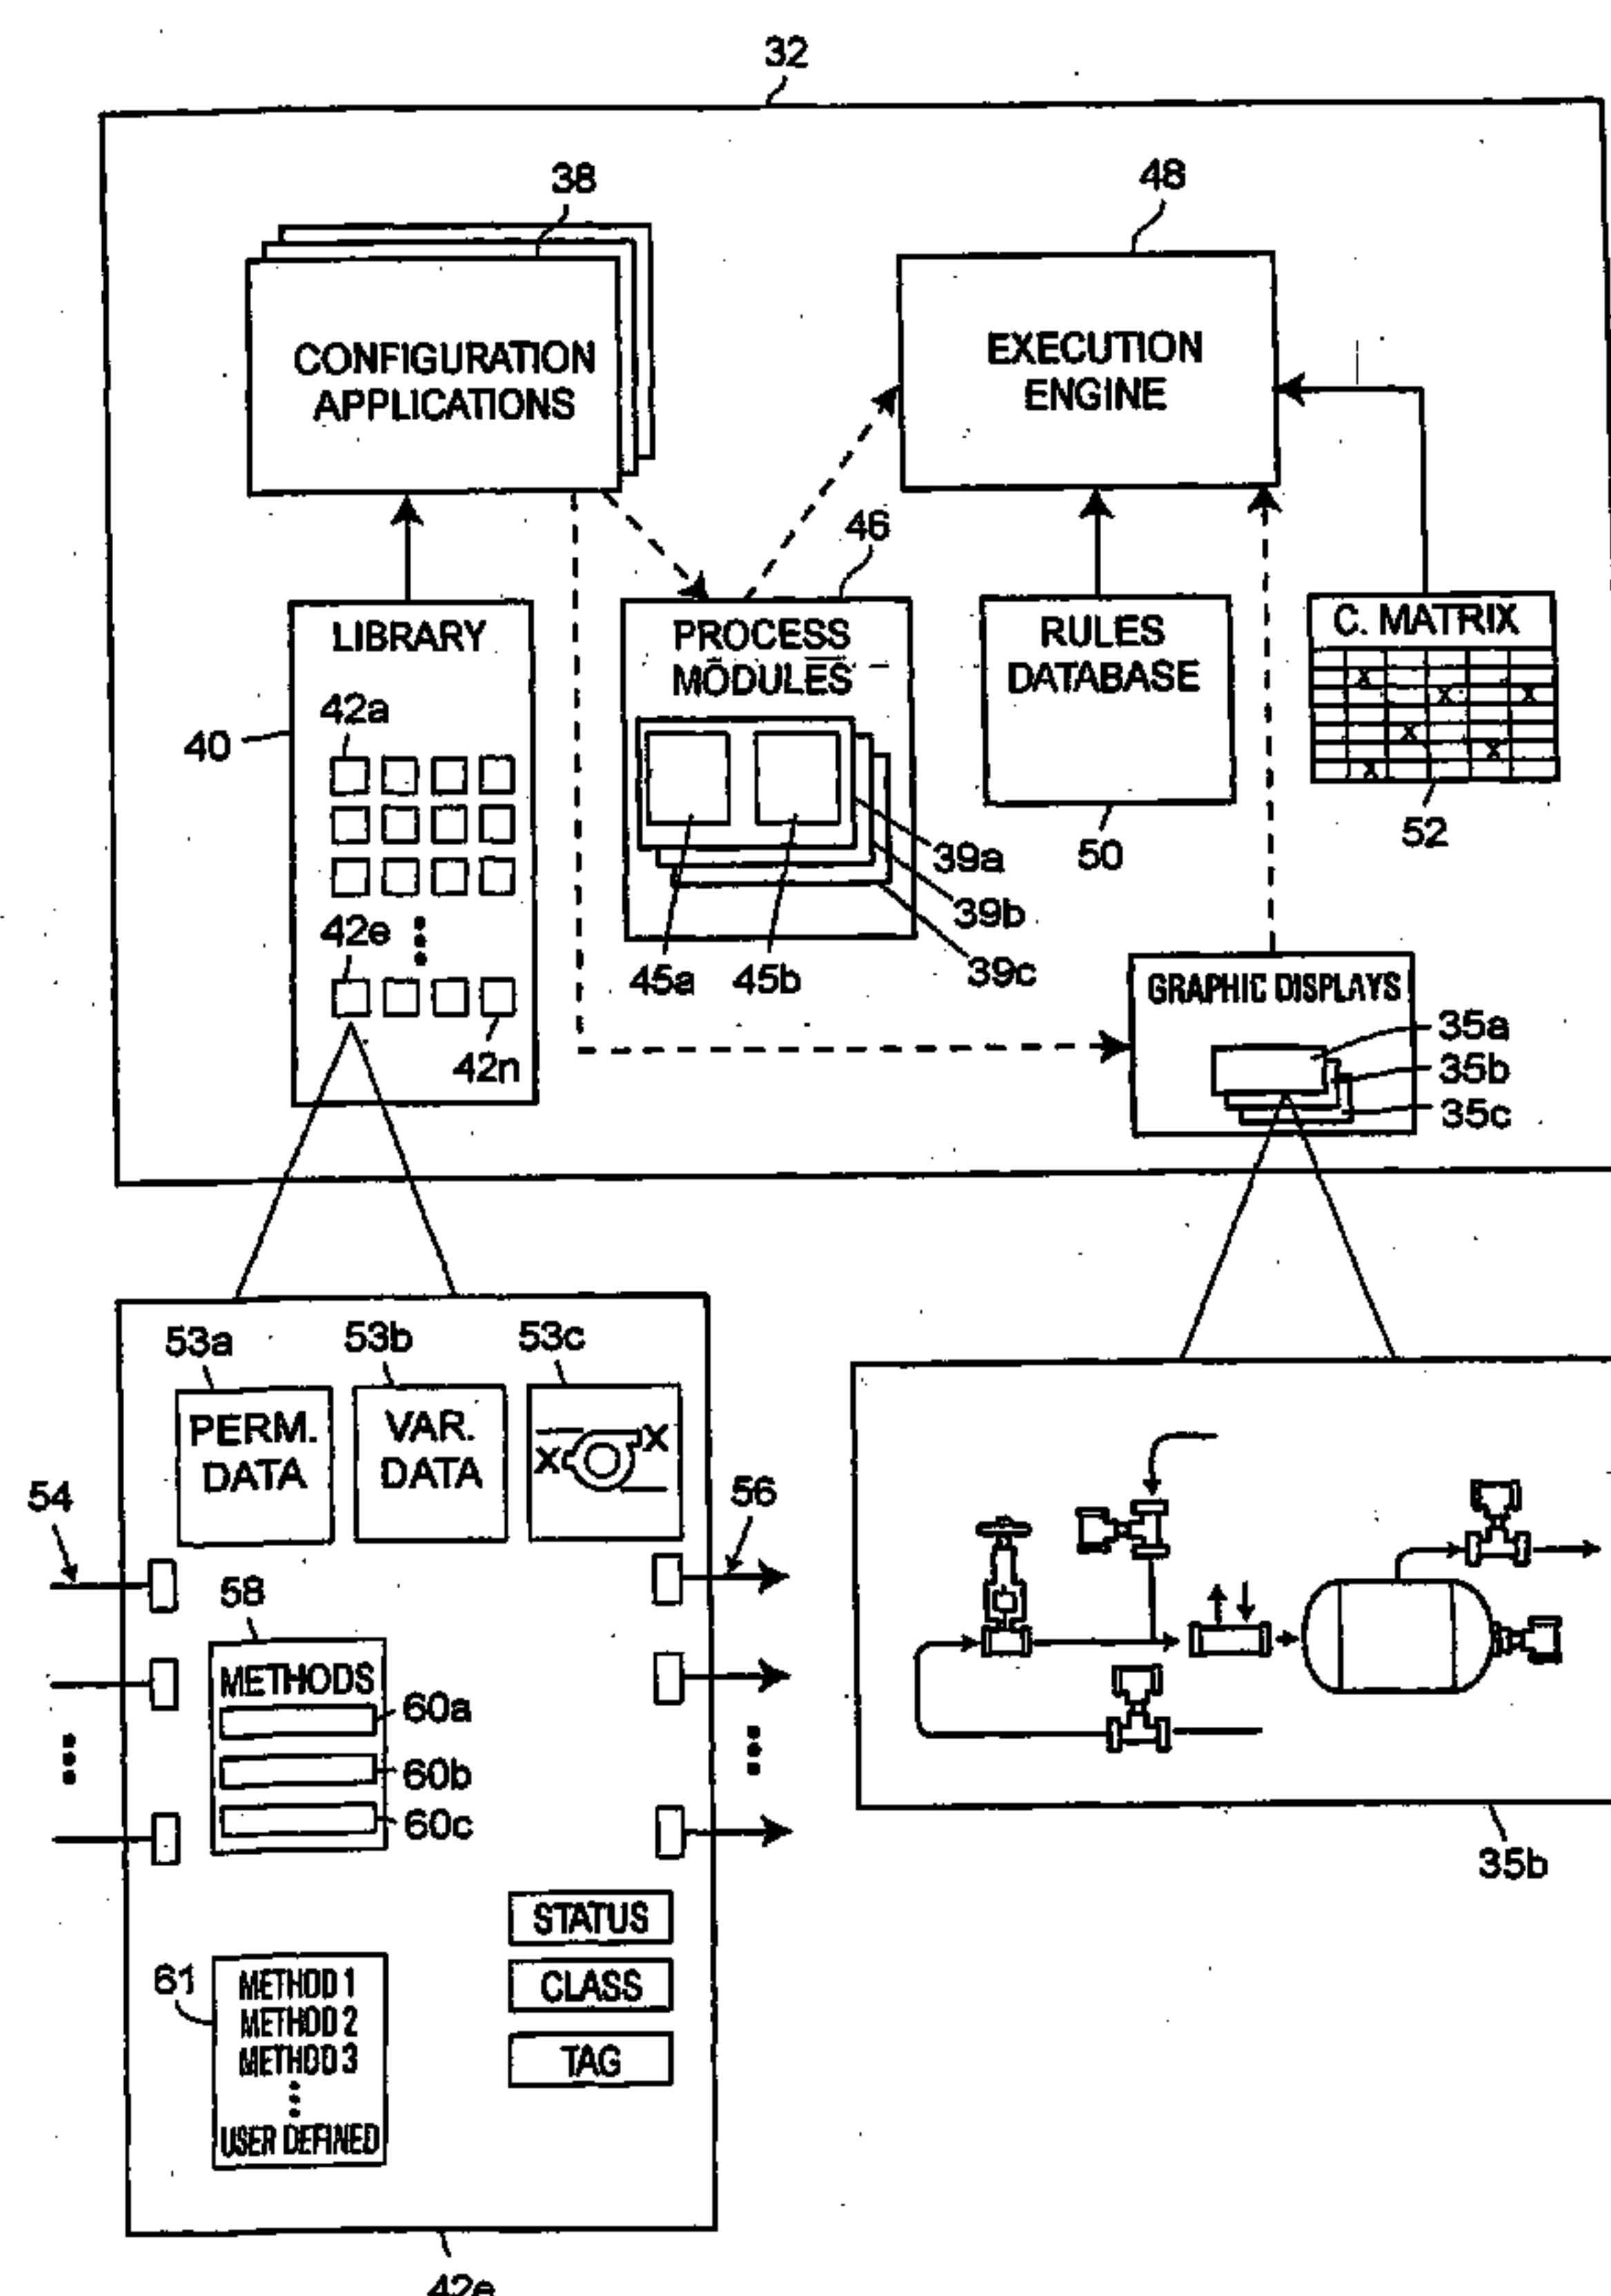 32
38
48
CONFIGURATION
APPLICATIONS
EXECUTION
ENGINE
46
LIBRARY
PROCESS
MODULES
RULES
DATABASE
C. MATRIX
X
X X
X
X
X
42a
40
39a
39b
39c
50
52
42e
45a 45b
42n
GRAPHIC DISPLAYS
35a
35b
35c
53a 53b 53c
PERM.
DATA
VAR.
DATA
X X
54
56
58
METHODS
60a
60b
60c
STATUS
CLASS
TAG
61
METHOD 1
METHOD 2
METHOD 3
USER DEFINED
35b
42e